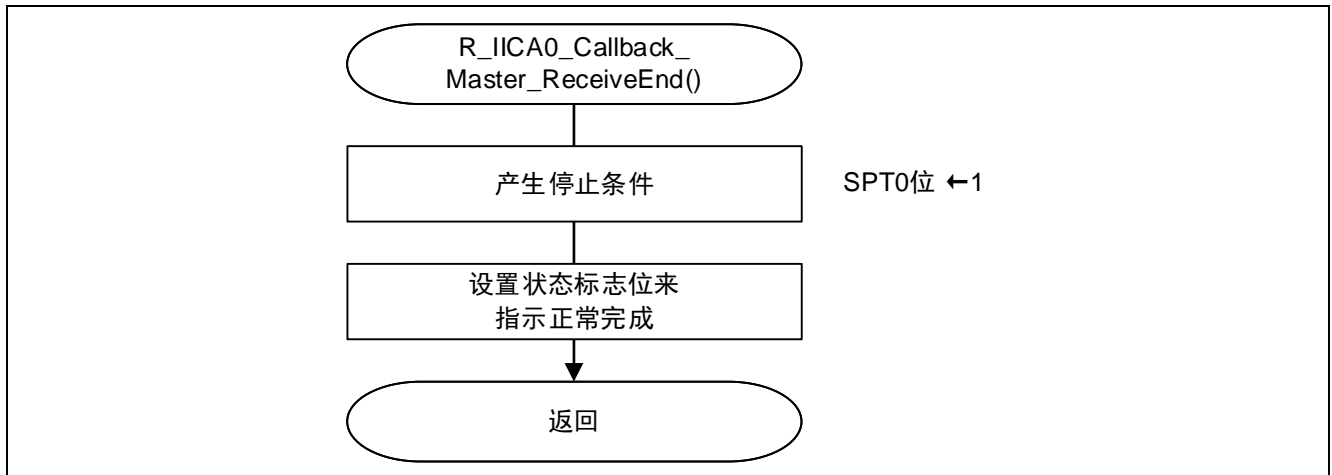 R_IICA0_Callback_
Master_ReceiveEnd()
产生停止条件
SPT0位 ←1
设置状态标志位来
指示正常完成
返回